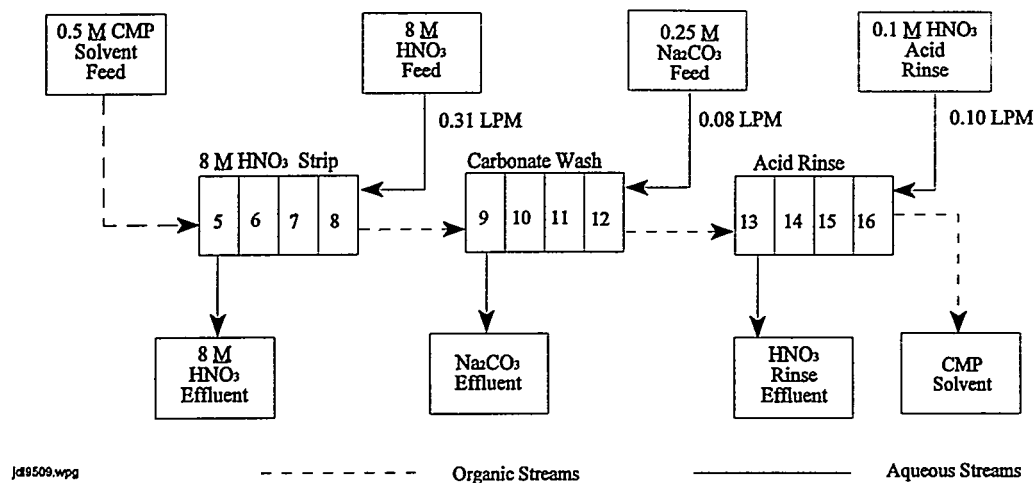 0.5 M CMP
Solvent
Feed
8 M
HNO₃
Feed
0.25 M
Na₂CO₃
Feed
0.1 M HNO₃
Acid
Rinse
0.31 LPM
0.08 LPM
0.10 LPM
8 M HNO₃ Strip
Carbonate Wash
Acid Rinse
5 6 7 8
9 10 11 12
13 14 15 16
8 M
HNO₃
Effluent
Na₂CO₃
Effluent
HNO₃
Rinse
Effluent
CMP
Solvent
jdl9509.wpg
Organic Streams
Aqueous Streams